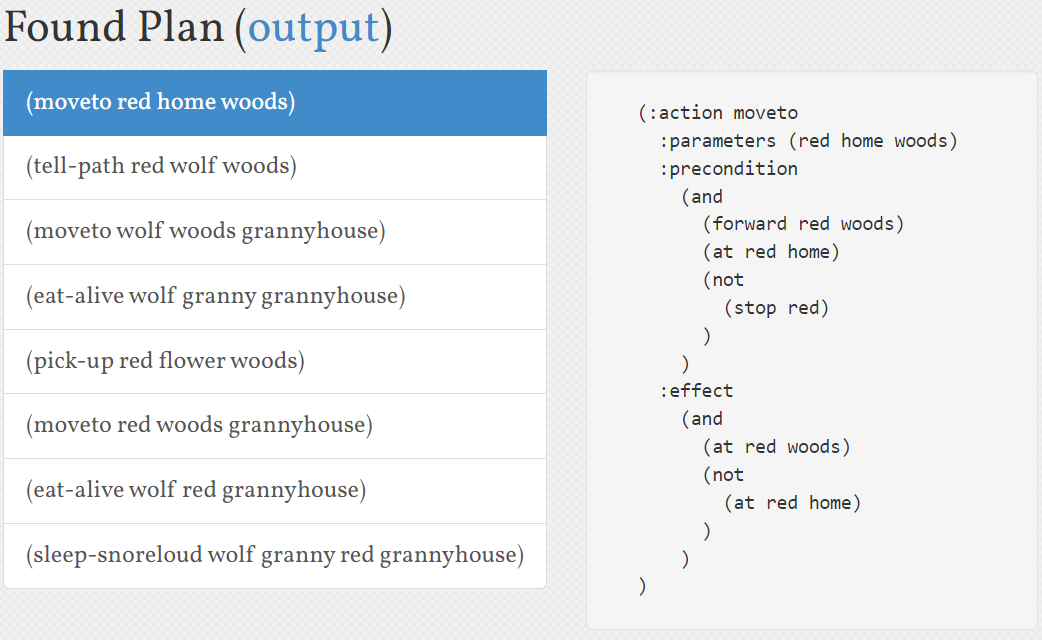 Found Plan (output)
(moveto red home woods)
(tell-path red wolf woods)
(moveto wolf woods grannyhouse)
(eat-alive wolf granny grannyhouse)
(pick-up red flower woods)
(moveto red woods grannyhouse)
(eat-alive wolf red grannyhouse)
(sleep-snoreloud wolf granny red grannyhouse)
(:action moveto
  :parameters (red home woods)
  :precondition
    (and
      (forward red woods)
      (at red home)
      (not
        (stop red)
      )
    )
  :effect
    (and
      (at red woods)
      (not
        (at red home)
      )
    )
)